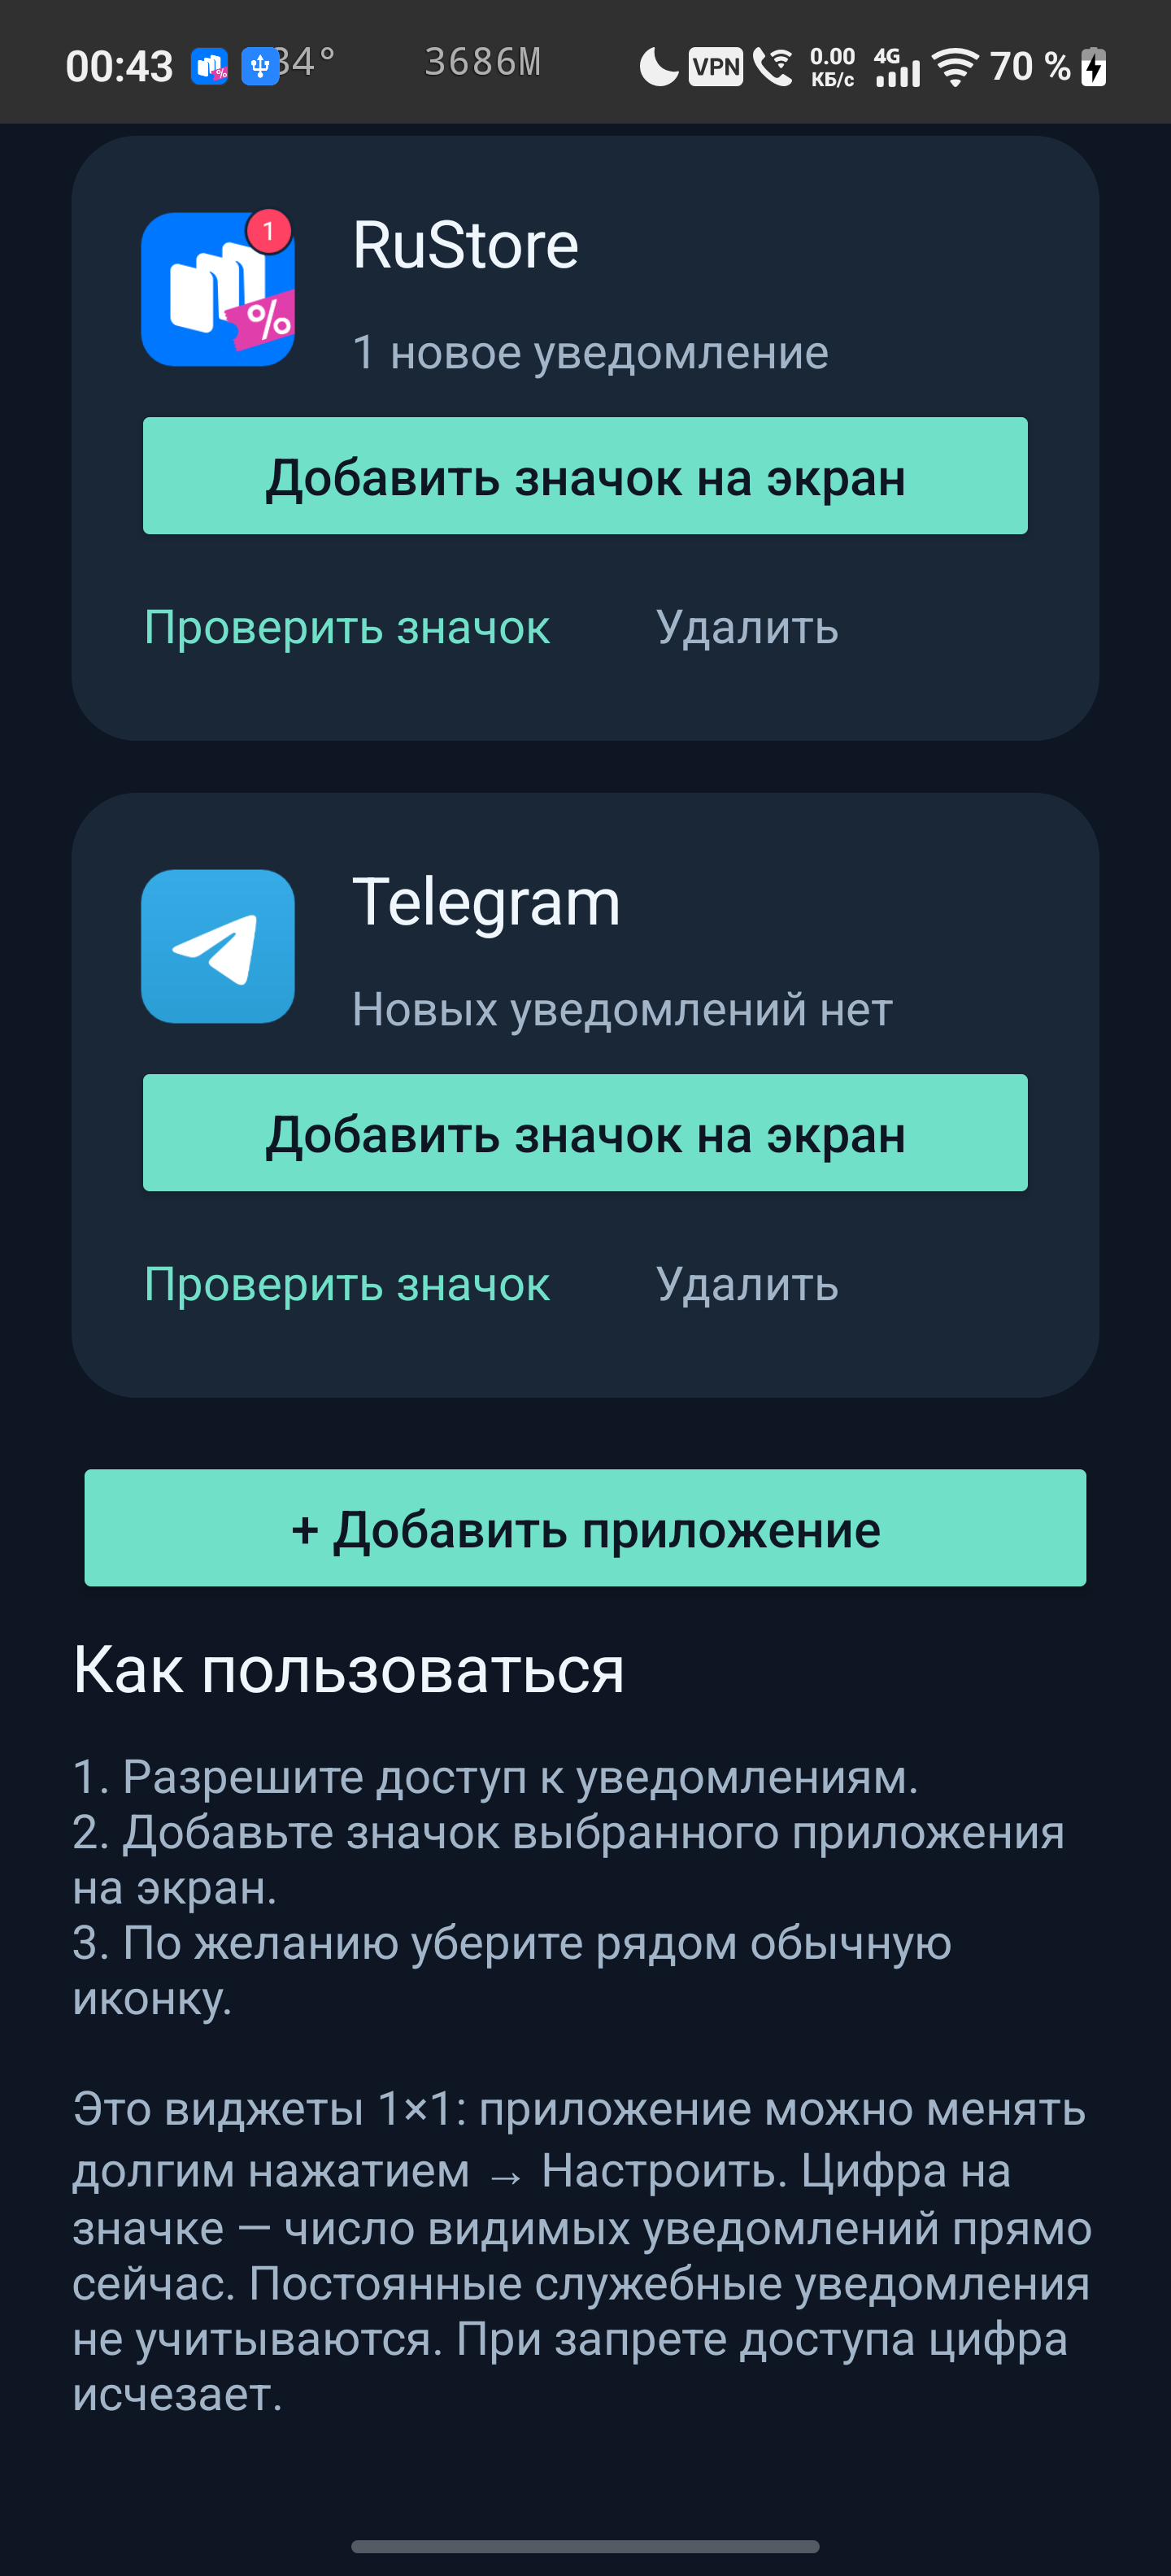 00:43 34° 3686M VPN 0.00 КБ/с 4G 70 %
1
%
RuStore
1 новое уведомление
Добавить значок на экран
Проверить значок Удалить
Telegram
Новых уведомлений нет
Добавить значок на экран
Проверить значок Удалить
+ Добавить приложение
Как пользоваться
1. Разрешите доступ к уведомлениям.
2. Добавьте значок выбранного приложения
на экран.
3. По желанию уберите рядом обычную
иконку.
Это виджеты 1×1: приложение можно менять
долгим нажатием → Настроить. Цифра на
значке — число видимых уведомлений прямо
сейчас. Постоянные служебные уведомления
не учитываются. При запрете доступа цифра
исчезает.